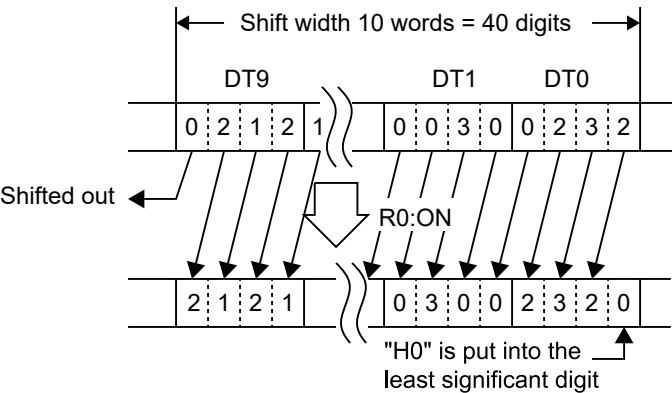 Shift width 10 words = 40 digits
DT9 DT1 DT0
0 2 1 2 1 0 0 3 0 0 2 3 2
Shifted out
R0:ON
2 1 2 1 0 3 0 0 2 3 2 0
"H0" is put into the
least significant digit